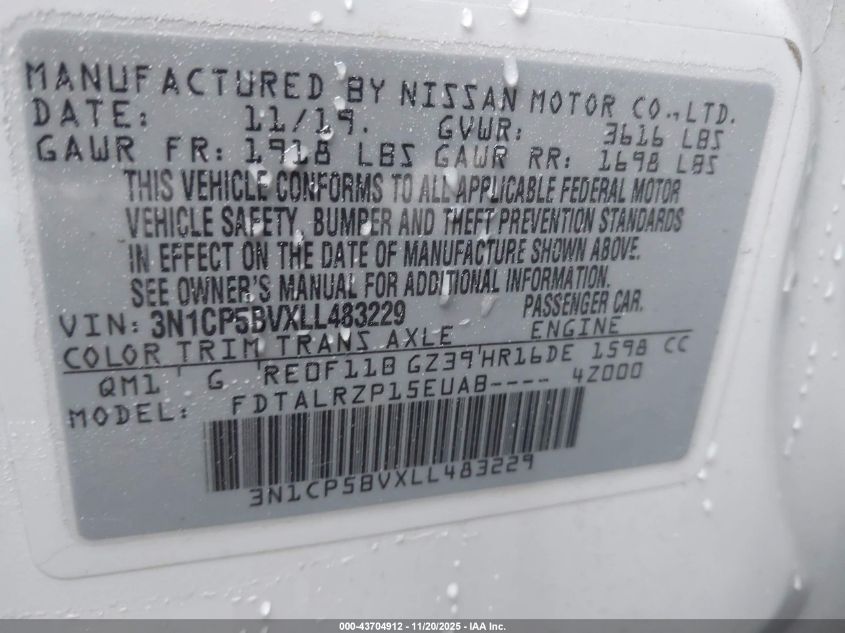 MANUFACTURED BY NISSAN MOTOR CO.,LTD.
DATE: 11/19. GVWR: 3616 LBS
GAWR FR: 1918 LBS GAWR RR: 1698 LBS
THIS VEHICLE CONFORMS TO ALL APPLICABLE FEDERAL MOTOR
VEHICLE SAFETY, BUMPER AND THEFT PREVENTION STANDARDS
IN EFFECT ON THE DATE OF MANUFACTURE SHOWN ABOVE.
SEE OWNER'S MANUAL FOR ADDITIONAL INFORMATION.
VIN: 3N1CP5BVXLL483229 PASSENGER CAR.
COLOR TRIM TRANS AXLE ENGINE
QM1 G RE0F11B GZ39 HR16DE 1598 CC
MODEL: FDTALRZP15EUAB---- 4Z000
3N1CP5BVXLL483229
000-43704912 - 11/20/2025 - IAA Inc.